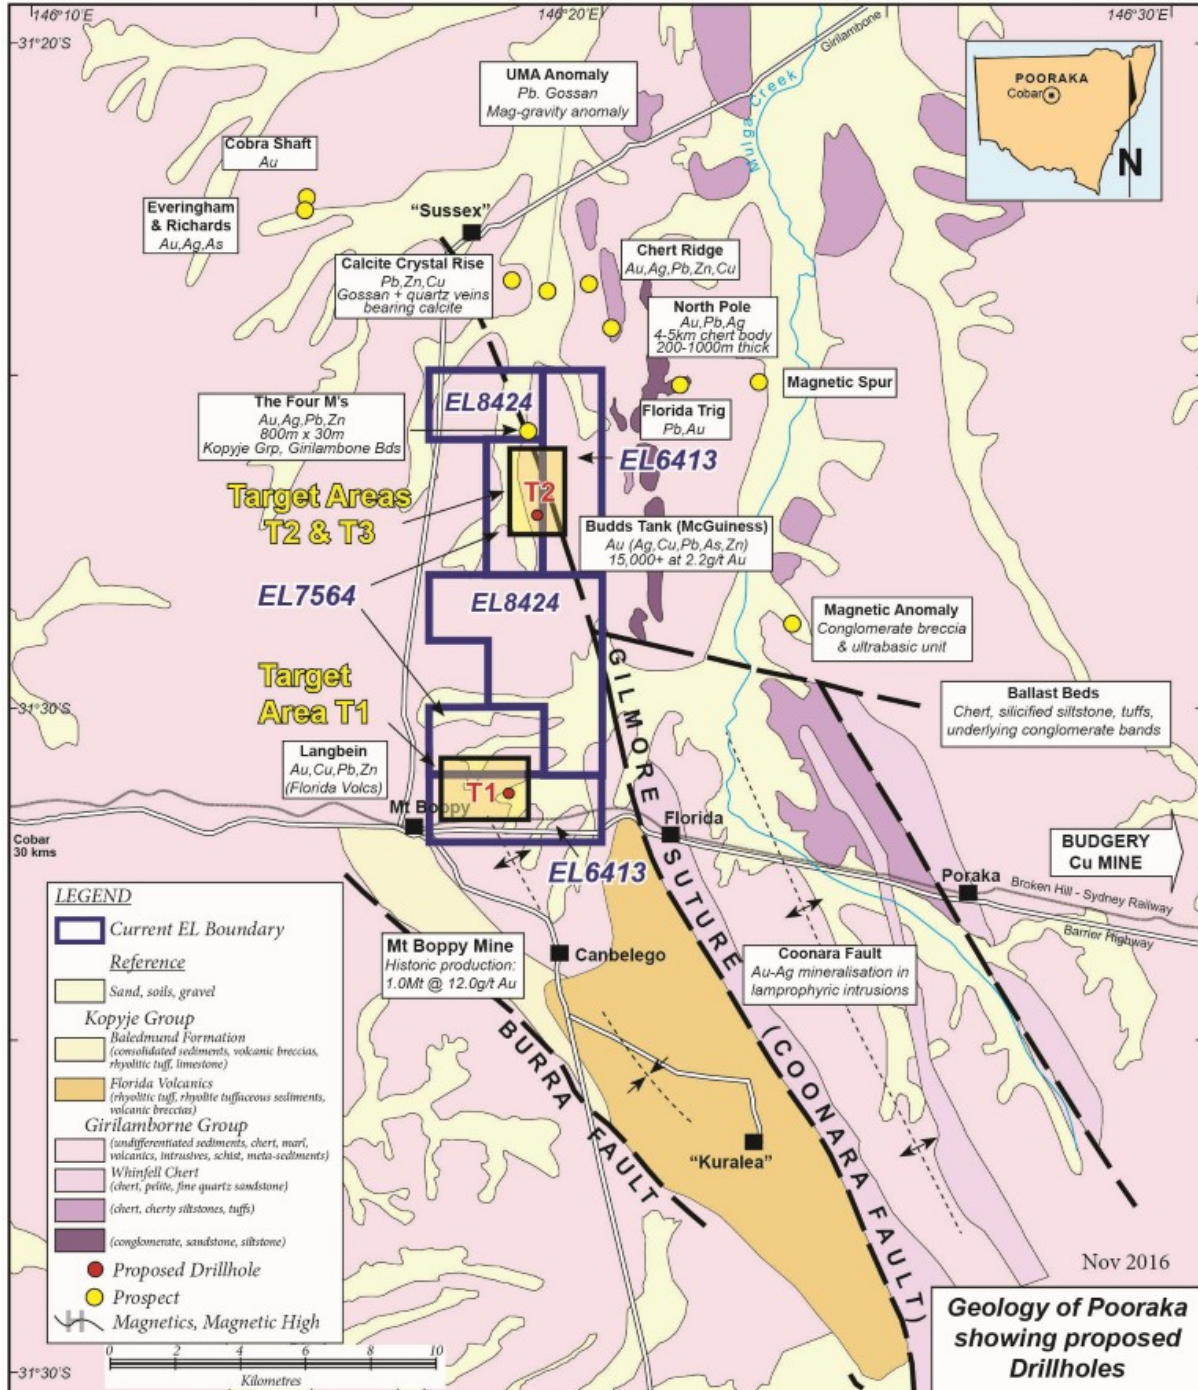 146°10'E
146°20'E
146°30'E
31°20'S
Girilambone
Mulga Creek
POORAKA
Cobar
N
UMA Anomaly
Pb. Gossan
Mag-gravity anomaly
Cobra Shaft
Au
Everingham
& Richards
Au,Ag,As
"Sussex"
Calcite Crystal Rise
Pb,Zn,Cu
Gossan + quartz veins
bearing calcite
Chert Ridge
Au,Ag,Pb,Zn,Cu
North Pole
Au,Pb,Ag
4-5km chert body
200-1000m thick
Magnetic Spur
Florida Trig
Pb,Au
The Four M's
Au,Ag,Pb,Zn
800m x 30m
Kopyje Grp, Girilambone Bds
EL8424
EL6413
Target Areas
T2 & T3
T2
Budds Tank (McGuiness)
Au (Ag,Cu,Pb,As,Zn)
15,000+ at 2.2g/t Au
EL7564
EL8424
Magnetic Anomaly
Conglomerate breccia
& ultrabasic unit
Target
Area T1
31°30'S
Ballast Beds
Chert, silicified siltstone, tuffs,
underlying conglomerate bands
Langbein
Au,Cu,Pb,Zn
(Florida Volcs)
T1
Mt Boppy
Florida
Cobar
30 kms
EL6413
BUDGERY
Cu MINE
Poraka
Broken Hill - Sydney Railway
Barrier Highway
GILMORE SUTURE (COONARA FAULT)
Mt Boppy Mine
Historic production:
1.0Mt @ 12.0g/t Au
Canbelego
Coonara Fault
Au-Ag mineralisation in
lamprophyric intrusions
BURRA FAULT
"Kuralea"
LEGEND
Current EL Boundary
Reference
Sand, soils, gravel
Kopyje Group
Baledmund Formation
(consolidated sediments, volcanic breccias,
rhyolitic tuff, limestone)
Florida Volcanics
(rhyolitic tuff, rhyolite tuffaceous sediments,
volcanic breccias)
Girilamborne Group
(undifferentiated sediments, chert, marl,
volcanics, intrusives, schist, meta-sediments)
Whinfell Chert
(chert, pelite, fine quartz sandstone)
(chert, cherty siltstones, tuffs)
(conglomerate, sandstone, siltstone)
Proposed Drillhole
Prospect
Magnetics, Magnetic High
0 2 4 6 8 10
Kilometres
31°30'S
Nov 2016
Geology of Pooraka
showing proposed
Drillholes